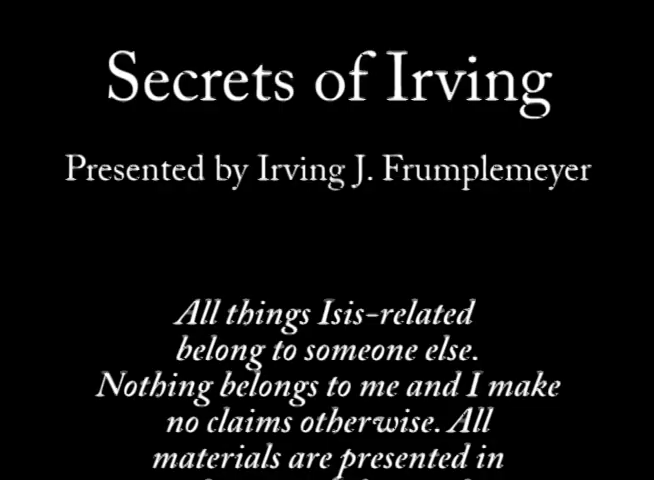 Secrets of Irving
Presented by Irving J. Frumplemeyer
All things Isis-related
belong to someone else.
Nothing belongs to me and I make
no claims otherwise. All
materials are presented in